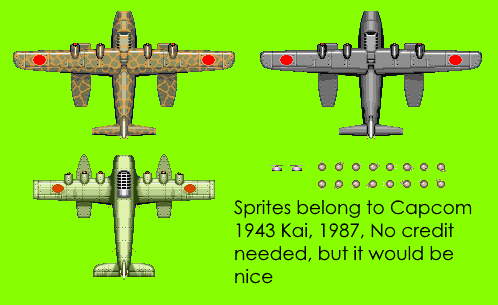 Sprites belong to Capcom
1943 Kai, 1987, No credit
needed, but it would be
nice